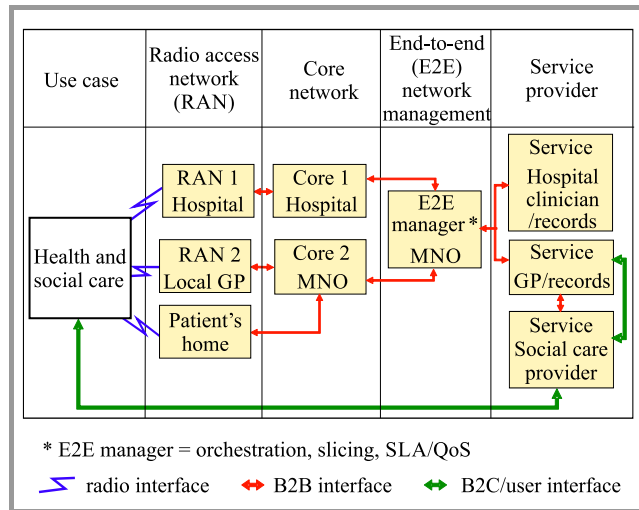 Use case
Radio access
network
(RAN)
Core
network
End-to-end
(E2E)
network
management
Service
provider
Health and
social care
RAN 1
Hospital
RAN 2
Local GP
Patient's
home
Core 1
Hospital
Core 2
MNO
E2E
manager *
MNO
Service
Hospital
clinician
/records
Service
GP/records
Service
Social care
provider
* E2E manager = orchestration, slicing, SLA/QoS
radio interface
B2B interface
B2C/user interface